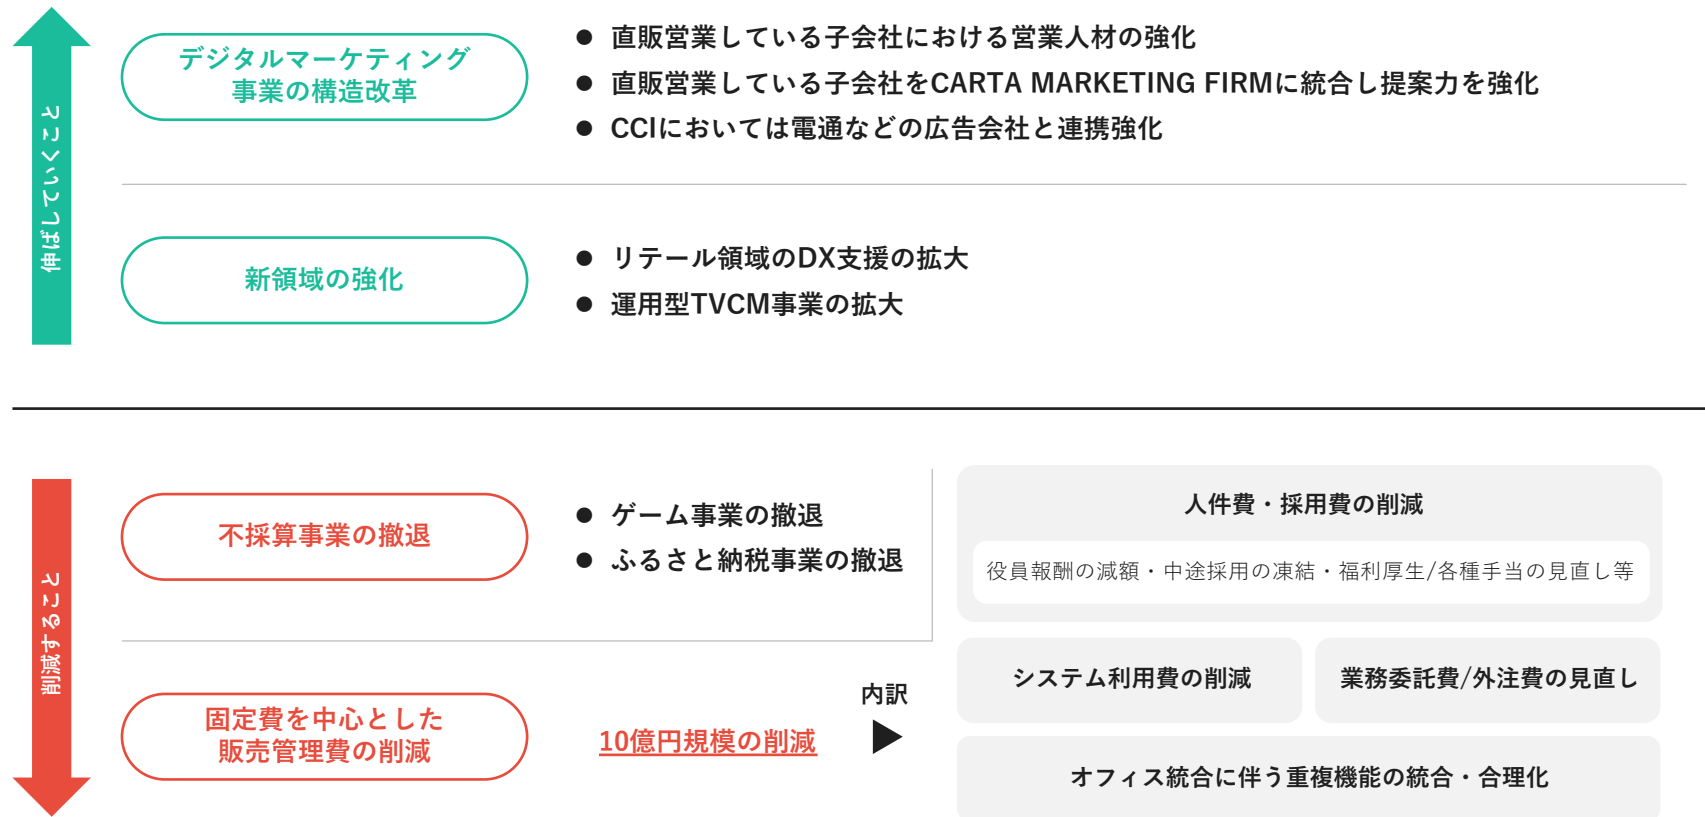 伸ばしていくこと
デジタルマーケティング
事業の構造改革
● 直販営業している子会社における営業人材の強化
● 直販営業している子会社をCARTA MARKETING FIRMに統合し提案力を強化
● CCIにおいては電通などの広告会社と連携強化
新領域の強化
● リテール領域のDX支援の拡大
● 運用型TVCM事業の拡大
削減すること
不採算事業の撤退
● ゲーム事業の撤退
● ふるさと納税事業の撤退
固定費を中心とした
販売管理費の削減
10億円規模の削減
内訳
人件費・採用費の削減
役員報酬の減額・中途採用の凍結・福利厚生/各種手当の見直し等
システム利用費の削減
業務委託費/外注費の見直し
オフィス統合に伴う重複機能の統合・合理化